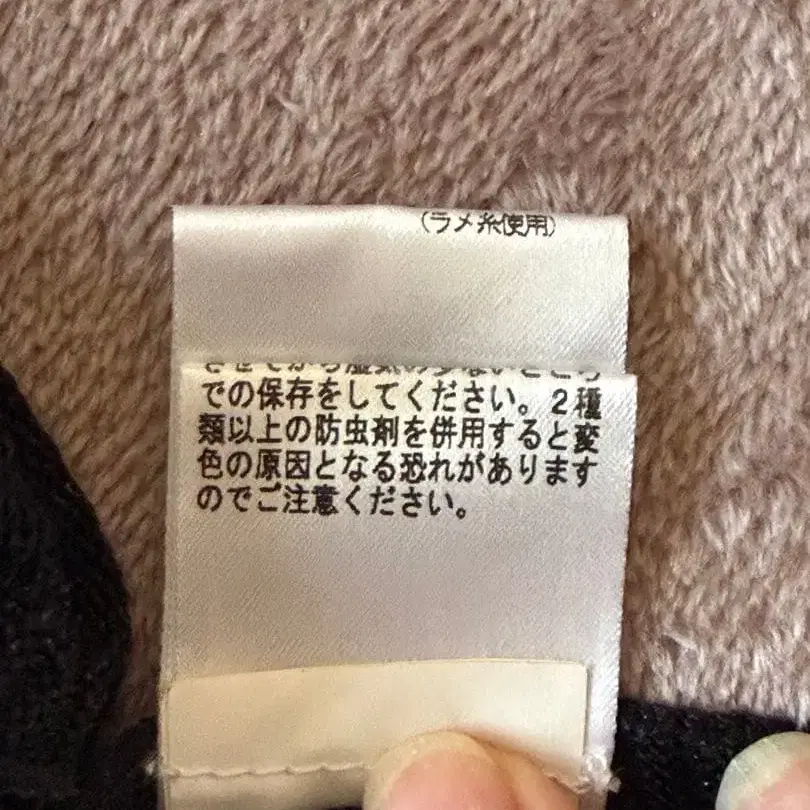 (ラメ糸使用)
での保存をしてください。2種
類以上の防虫剤を併用すると変
色の原因となる恐れがあります
のでご注意ください。